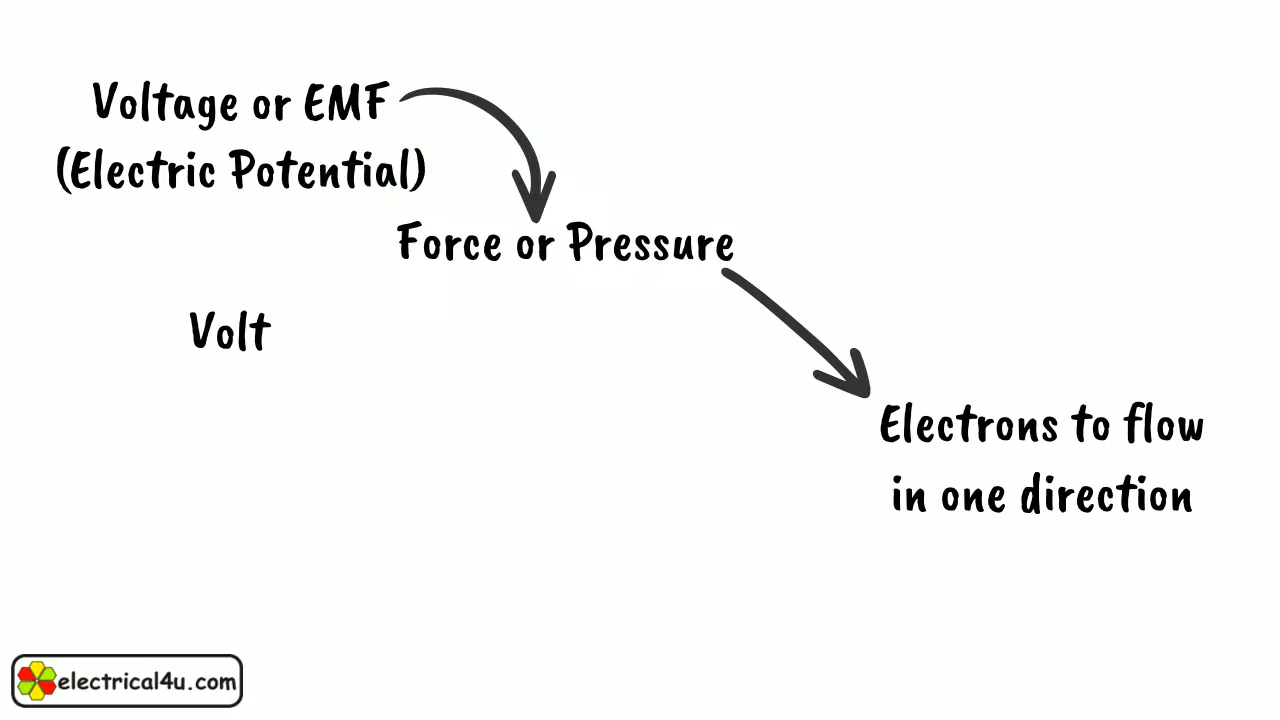 Voltage or EMF
(Electric Potential)
Force or Pressure
Volt
Electrons to flow
in one direction
electrical4u.com